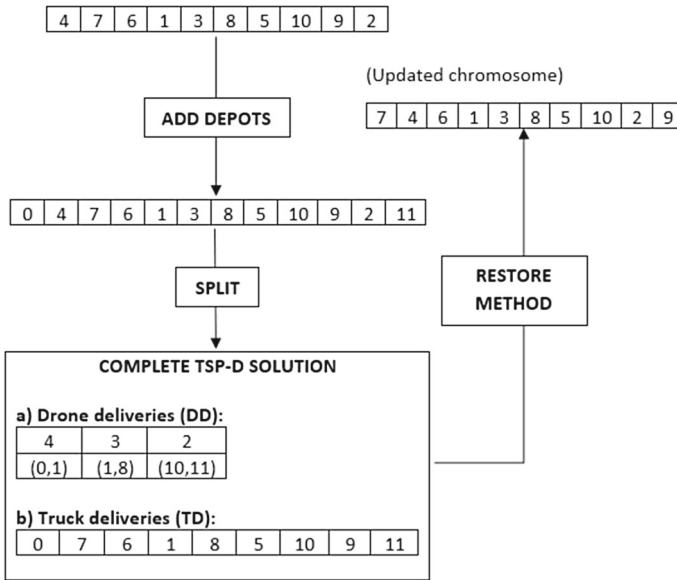 4 7 6 1 3 8 5 10 9 2
(Updated chromosome)
ADD DEPOTS
7 4 6 1 3 8 5 10 2 9
0 4 7 6 1 3 8 5 10 9 2 11
SPLIT
RESTORE
METHOD
COMPLETE TSP-D SOLUTION
a) Drone deliveries (DD):
4 3 2
(0,1) (1,8) (10,11)
b) Truck deliveries (TD):
0 7 6 1 8 5 10 9 11